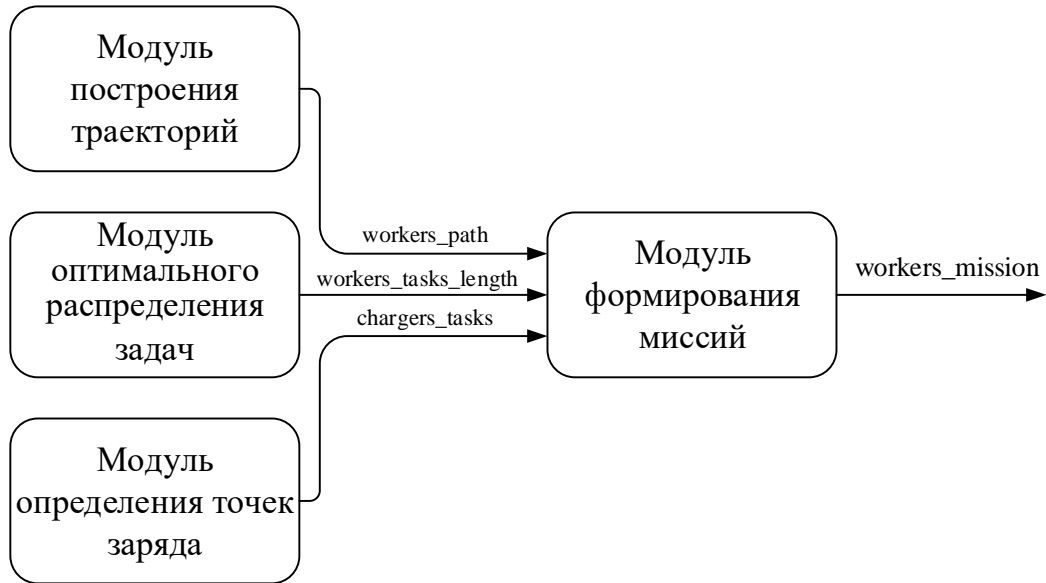 Модуль
построения
траекторий
Модуль
оптимального
распределения
задач
Модуль
определения точек
заряда
workers_path
workers_tasks_length
chargers_tasks
Модуль
формирования
миссий
workers_mission